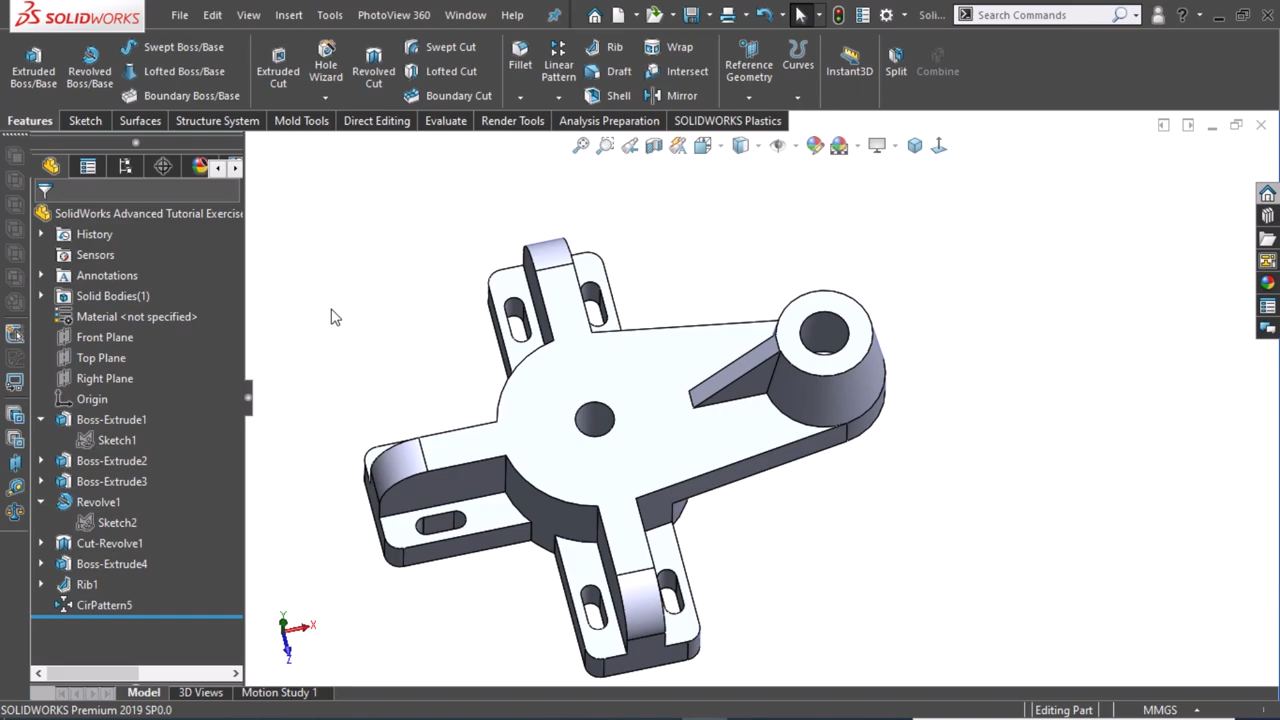 SOLIDWORKS File Edit View Insert Tools PhotoView 360 Window Help Soli... Search Commands
Extruded Boss/Base Revolved Boss/Base Swept Boss/Base Lofted Boss/Base Boundary Boss/Base
Extruded Cut Hole Wizard Revolved Cut Swept Cut Lofted Cut Boundary Cut
Fillet Linear Pattern Rib Draft Shell Wrap Intersect Mirror
Reference Geometry Curves Instant3D Split Combine
Features Sketch Surfaces Structure System Mold Tools Direct Editing Evaluate Render Tools Analysis Preparation SOLIDWORKS Plastics
SolidWorks Advanced Tutorial Exercise
History
Sensors
Annotations
Solid Bodies(1)
Material <not specified>
Front Plane
Top Plane
Right Plane
Origin
Boss-Extrude1
Sketch1
Boss-Extrude2
Boss-Extrude3
Revolve1
Sketch2
Cut-Revolve1
Boss-Extrude4
Rib1
CirPattern5
Y
X
Z
Model 3D Views Motion Study 1
SOLIDWORKS Premium 2019 SP0.0 Editing Part MMGS